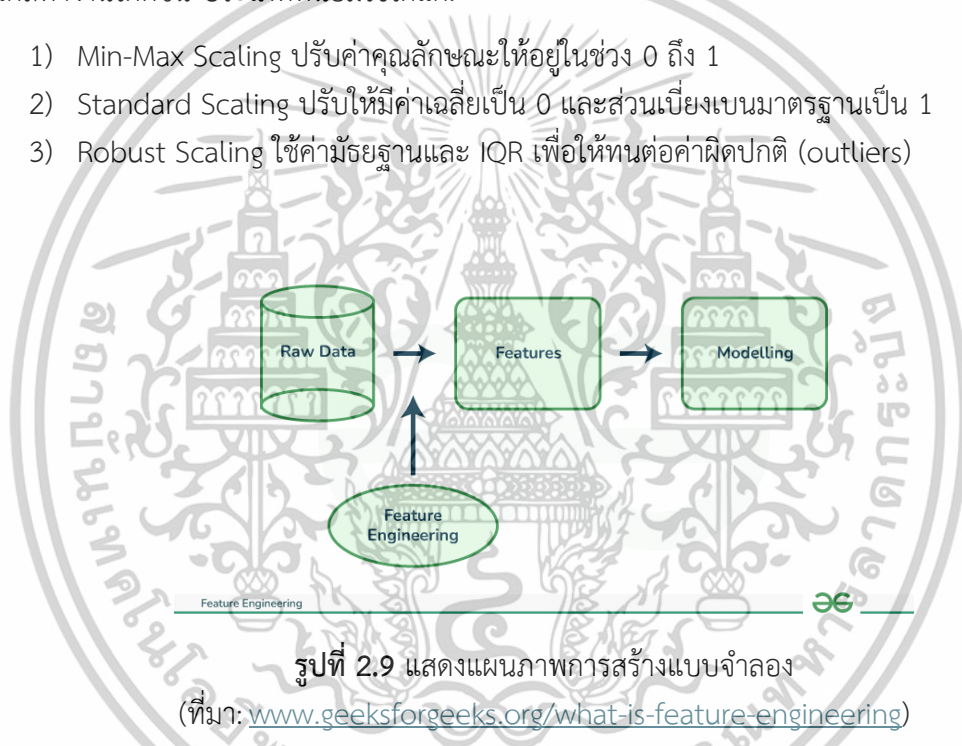 1) Min-Max Scaling ปรับค่าคุณลักษณะให้อยู่ในช่วง 0 ถึง 1
2) Standard Scaling ปรับให้มีค่าเฉลี่ยเป็น 0 และส่วนเบี่ยงเบนมาตรฐานเป็น 1
3) Robust Scaling ใช้ค่ามัธยฐานและ IQR เพื่อให้ทนต่อค่าผิดปกติ (outliers)
Raw Data
Features
Modelling
Feature
Engineering
Feature Engineering
รูปที่ 2.9 แสดงแผนภาพการสร้างแบบจำลอง
(ที่มา: www.geeksforgeeks.org/what-is-feature-engineering)